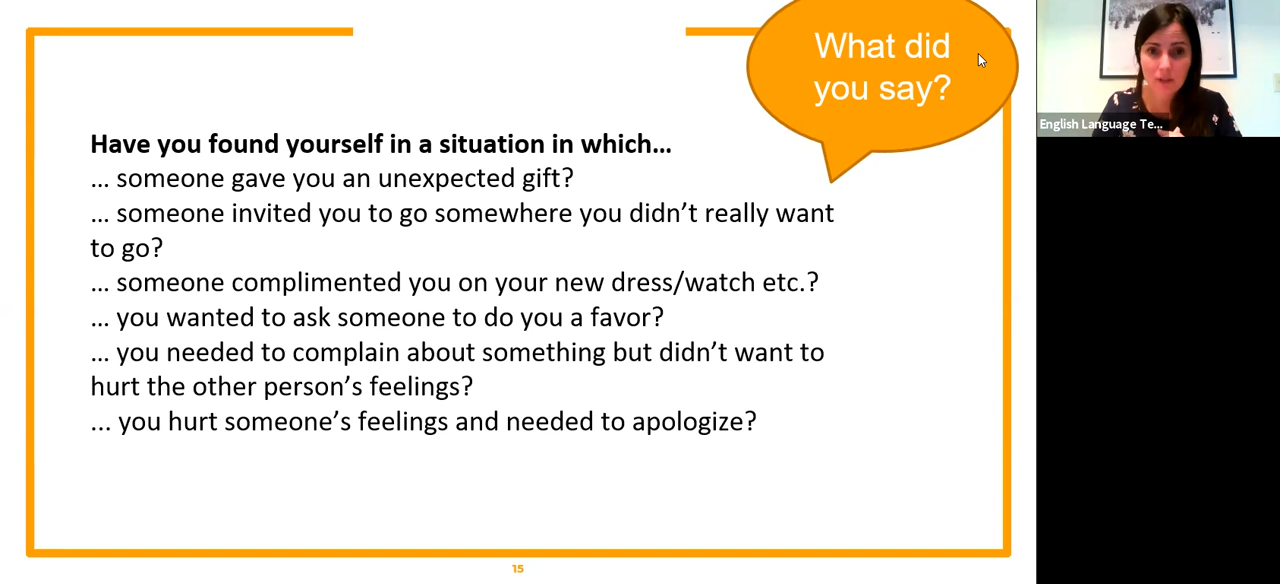 What did
you say?
Have you found yourself in a situation in which…
… someone gave you an unexpected gift?
… someone invited you to go somewhere you didn’t really want
to go?
… someone complimented you on your new dress/watch etc.?
… you wanted to ask someone to do you a favor?
… you needed to complain about something but didn’t want to
hurt the other person’s feelings?
... you hurt someone’s feelings and needed to apologize?
15
English Language Te...